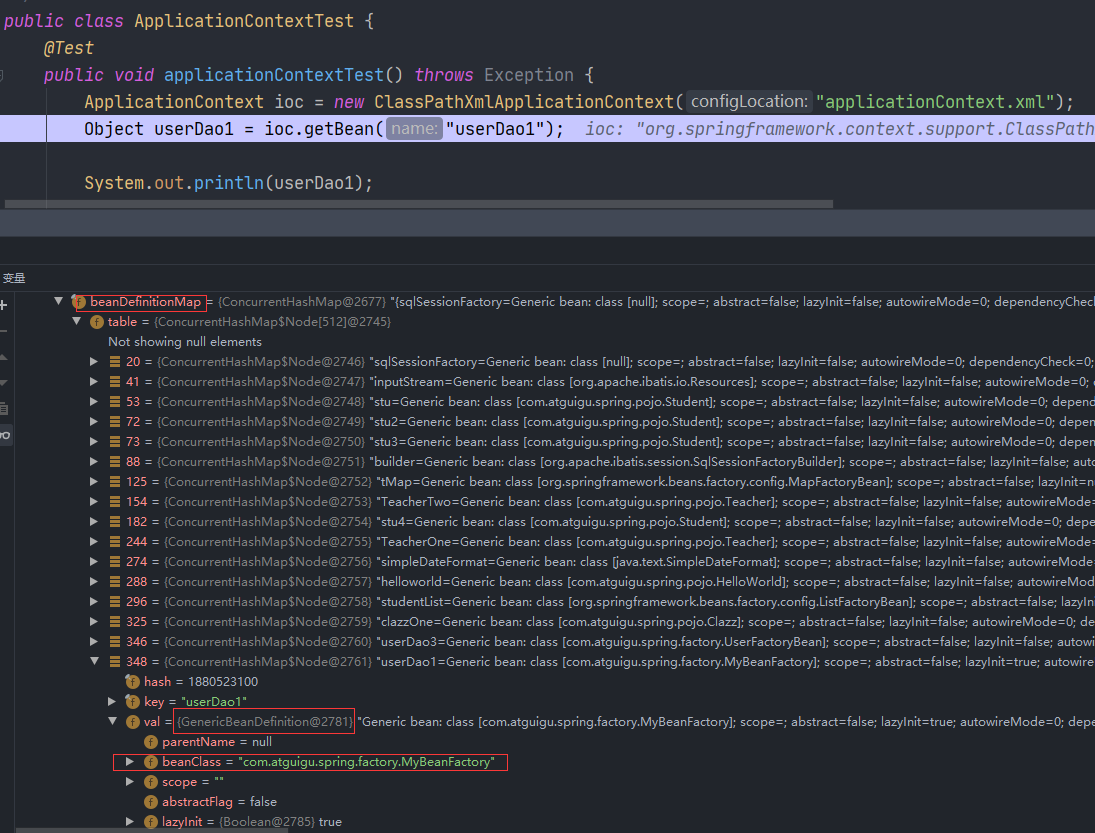 public class ApplicationContextTest {
@Test
public void applicationContextTest() throws Exception {
ApplicationContext ioc = new ClassPathXmlApplicationContext( configLocation: "applicationContext.xml");
Object userDao1 = ioc.getBean( name: "userDao1"); ioc: "org.springframework.context.support.ClassPath
System.out.println(userDao1);
变量
beanDefinitionMap = {ConcurrentHashMap@2677} "{sqlSessionFactory=Generic bean: class [null]; scope=; abstract=false; lazyInit=false; autowireMode=0; dependencyChec
table = {ConcurrentHashMap$Node[512]@2745}
Not showing null elements
20 = {ConcurrentHashMap$Node@2746} "sqlSessionFactory=Generic bean: class [null]; scope=; abstract=false; lazyInit=false; autowireMode=0; dependencyCheck=0;
41 = {ConcurrentHashMap$Node@2747} "inputStream=Generic bean: class [org.apache.ibatis.io.Resources]; scope=; abstract=false; lazyInit=false; autowireMode=0;
53 = {ConcurrentHashMap$Node@2748} "stu=Generic bean: class [com.atguigu.spring.pojo.Student]; scope=; abstract=false; lazyInit=false; autowireMode=0; depend
72 = {ConcurrentHashMap$Node@2749} "stu2=Generic bean: class [com.atguigu.spring.pojo.Student]; scope=; abstract=false; lazyInit=false; autowireMode=0; depen
73 = {ConcurrentHashMap$Node@2750} "stu3=Generic bean: class [com.atguigu.spring.pojo.Student]; scope=; abstract=false; lazyInit=false; autowireMode=0; depen
88 = {ConcurrentHashMap$Node@2751} "builder=Generic bean: class [org.apache.ibatis.session.SqlSessionFactoryBuilder]; scope=; abstract=false; lazyInit=false; auto
125 = {ConcurrentHashMap$Node@2752} "tMap=Generic bean: class [org.springframework.beans.factory.config.MapFactoryBean]; scope=; abstract=false; lazyInit=n
154 = {ConcurrentHashMap$Node@2753} "TeacherTwo=Generic bean: class [com.atguigu.spring.pojo.Teacher]; scope=; abstract=false; lazyInit=false; autowireMode=
182 = {ConcurrentHashMap$Node@2754} "stu4=Generic bean: class [com.atguigu.spring.pojo.Student]; scope=; abstract=false; lazyInit=false; autowireMode=0; depe
244 = {ConcurrentHashMap$Node@2755} "TeacherOne=Generic bean: class [com.atguigu.spring.pojo.Teacher]; scope=; abstract=false; lazyInit=false; autowireMode=
274 = {ConcurrentHashMap$Node@2756} "simpleDateFormat=Generic bean: class [java.text.SimpleDateFormat]; scope=; abstract=false; lazyInit=false; autowireMode=
288 = {ConcurrentHashMap$Node@2757} "helloworld=Generic bean: class [com.atguigu.spring.pojo.HelloWorld]; scope=; abstract=false; lazyInit=false; autowireMod
296 = {ConcurrentHashMap$Node@2758} "studentList=Generic bean: class [org.springframework.beans.factory.config.ListFactoryBean]; scope=; abstract=false; lazyIn
325 = {ConcurrentHashMap$Node@2759} "clazzOne=Generic bean: class [com.atguigu.spring.pojo.Clazz]; scope=; abstract=false; lazyInit=false; autowireMode=0; de
346 = {ConcurrentHashMap$Node@2760} "userDao3=Generic bean: class [com.atguigu.spring.factory.UserFactoryBean]; scope=; abstract=false; lazyInit=false; autowi
348 = {ConcurrentHashMap$Node@2761} "userDao1=Generic bean: class [com.atguigu.spring.factory.MyBeanFactory]; scope=; abstract=false; lazyInit=true; autowire
hash = 1880523100
key = "userDao1"
val = {GenericBeanDefinition@2781} "Generic bean: class [com.atguigu.spring.factory.MyBeanFactory]; scope=; abstract=false; lazyInit=true; autowireMode=0; depe
parentName = null
beanClass = "com.atguigu.spring.factory.MyBeanFactory"
scope = ""
abstractFlag = false
lazyInit = {Boolean@2785} true